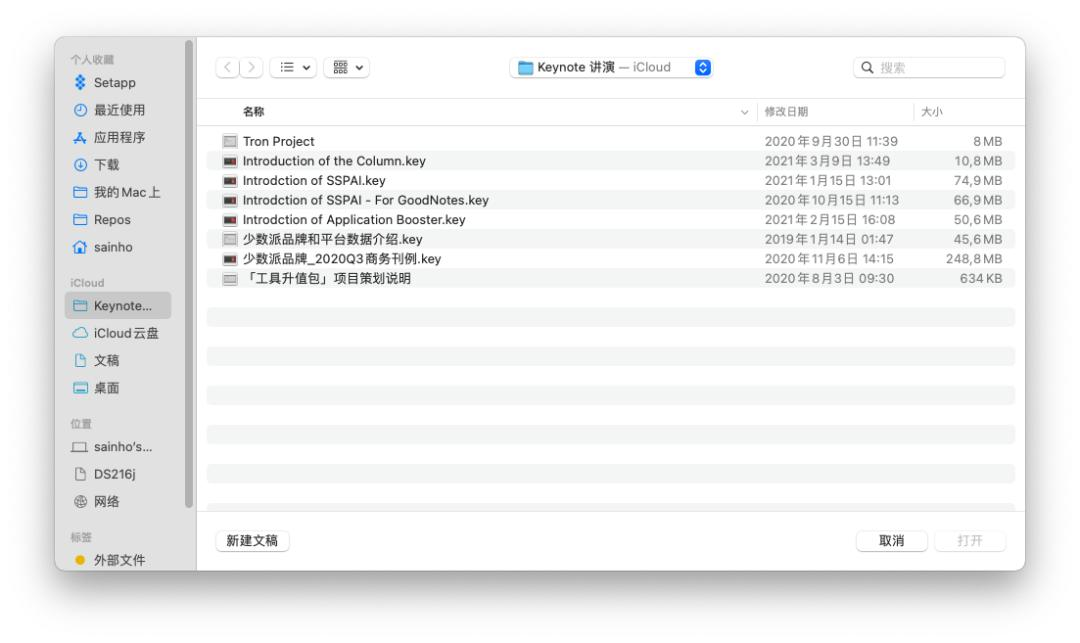 个人收藏
Setapp
最近使用
应用程序
下载
我的 Mac 上
Repos
sainho
iCloud
Keynote...
iCloud 云盘
文稿
桌面
位置
sainho's...
DS216j
网络
标签
外部文件
Keynote 讲演 — iCloud
搜索
名称 修改日期 大小
Tron Project 2020年9月30日 11:39 8 MB
Introduction of the Column.key 2021年3月9日 13:49 10,8 MB
Introdction of SSPAI.key 2021年1月15日 13:01 74,9 MB
Introdction of SSPAI - For GoodNotes.key 2020年10月15日 11:13 66,9 MB
Introdction of Application Booster.key 2021年2月15日 16:08 50,6 MB
少数派品牌和平台数据介绍.key 2019年1月14日 01:47 45,6 MB
少数派品牌_2020Q3商务刊例.key 2020年11月6日 14:15 248,8 MB
「工具升值包」项目策划说明 2020年8月3日 09:30 634 KB
新建文稿 取消 打开